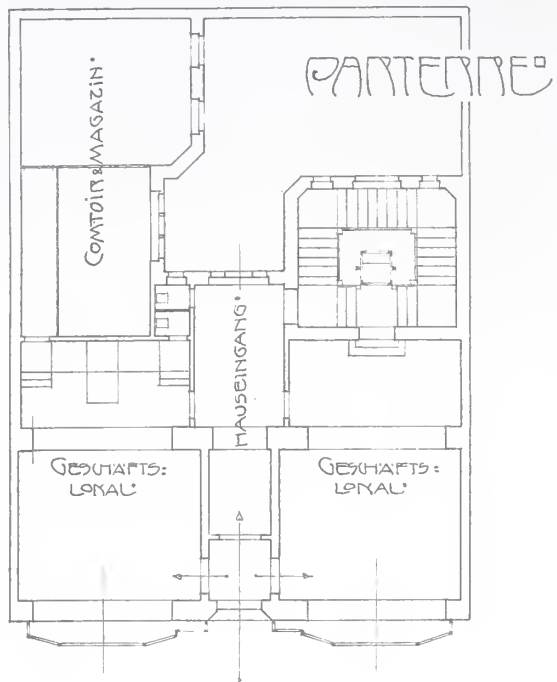 PARTERRE
COMTOIR & MAGAZIN.
HAUSEINGANG.
GESCHÄFTS:
LOKAL.
GESCHÄFTS:
LOKAL.